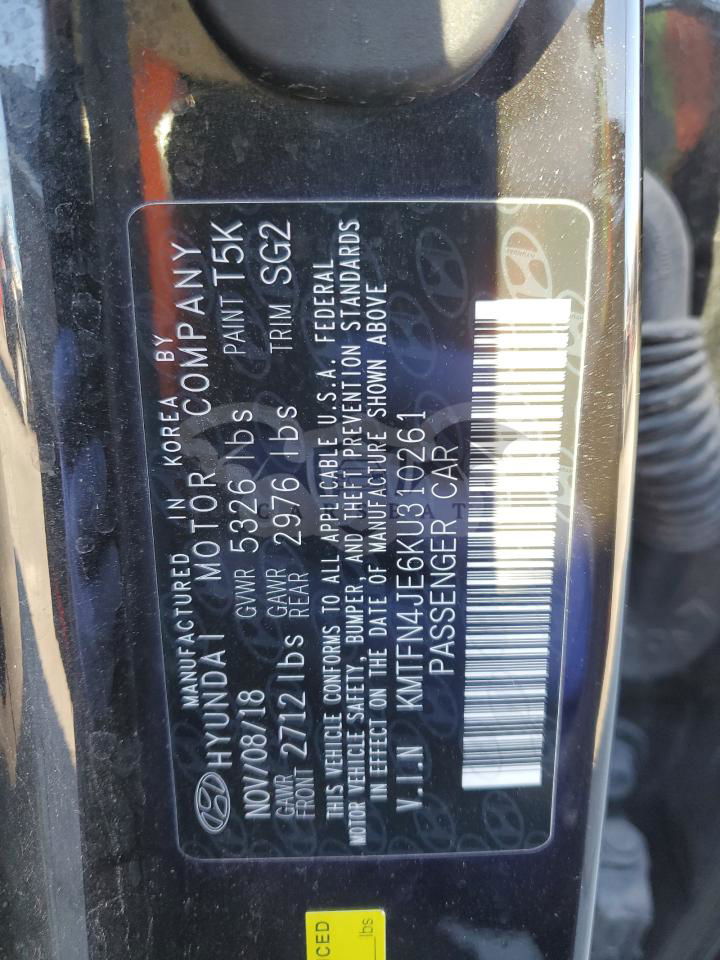 MANUFACTURED IN KOREA BY
HYUNDAI MOTOR COMPANY
NOV/08/18 GVWR 5326 lbs PAINT T5K
GAWR FRONT 2712 lbs GAWR REAR 2976 lbs TRIM SG2
THIS VEHICLE CONFORMS TO ALL APPLICABLE U.S.A. FEDERAL
MOTOR VEHICLE SAFETY, BUMPER, AND THEFT PREVENTION STANDARDS
IN EFFECT ON THE DATE OF MANUFACTURE SHOWN ABOVE
V.I.N KMTFN4JE6KU310261
PASSENGER CAR
lbs